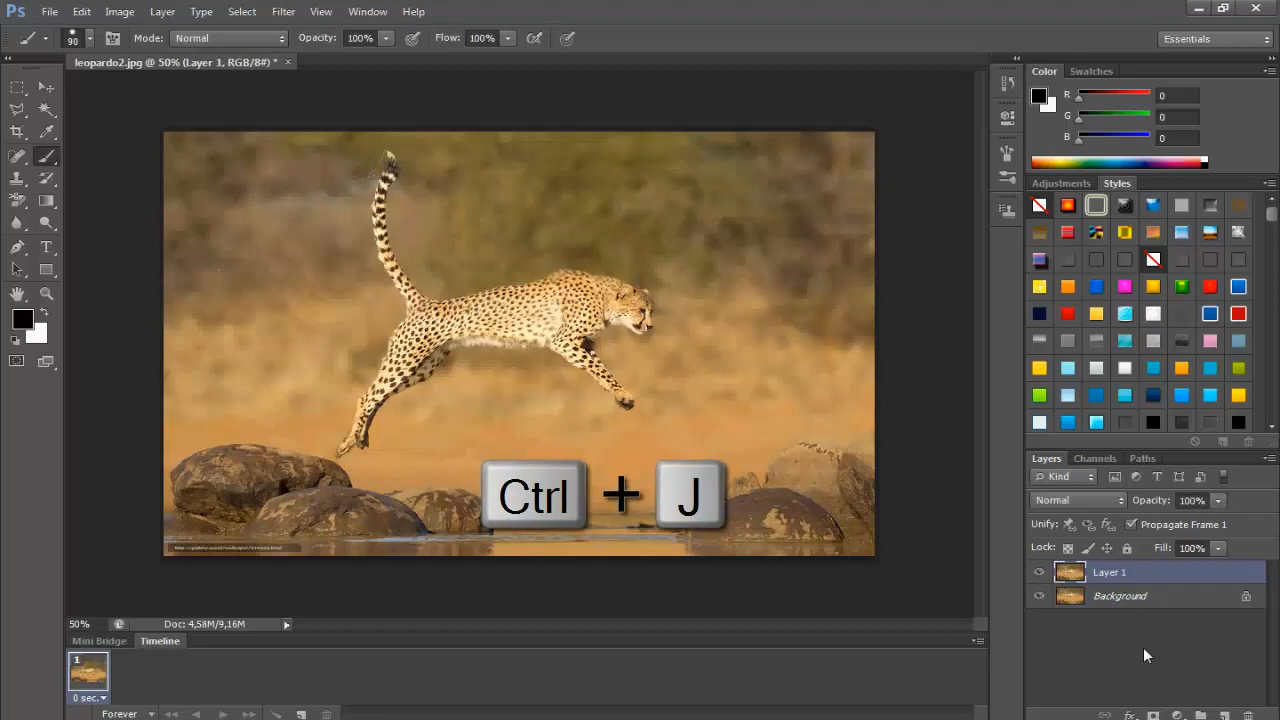 Ps File Edit Image Layer Type Select Filter View Window Help
90 Mode: Normal Opacity: 100% Flow: 100% Essentials
leopardo2.jpg @ 50% (Layer 1, RGB/8#) * ×
Color Swatches
R 0
G 0
B 0
Adjustments Styles
Ctrl + J
Layers Channels Paths
Kind
Normal Opacity: 100%
Unify: Propagate Frame 1
Lock: Fill: 100%
Layer 1
Background
50% Doc: 4,58M/9,16M
Mini Bridge Timeline
1
0 sec.
Forever